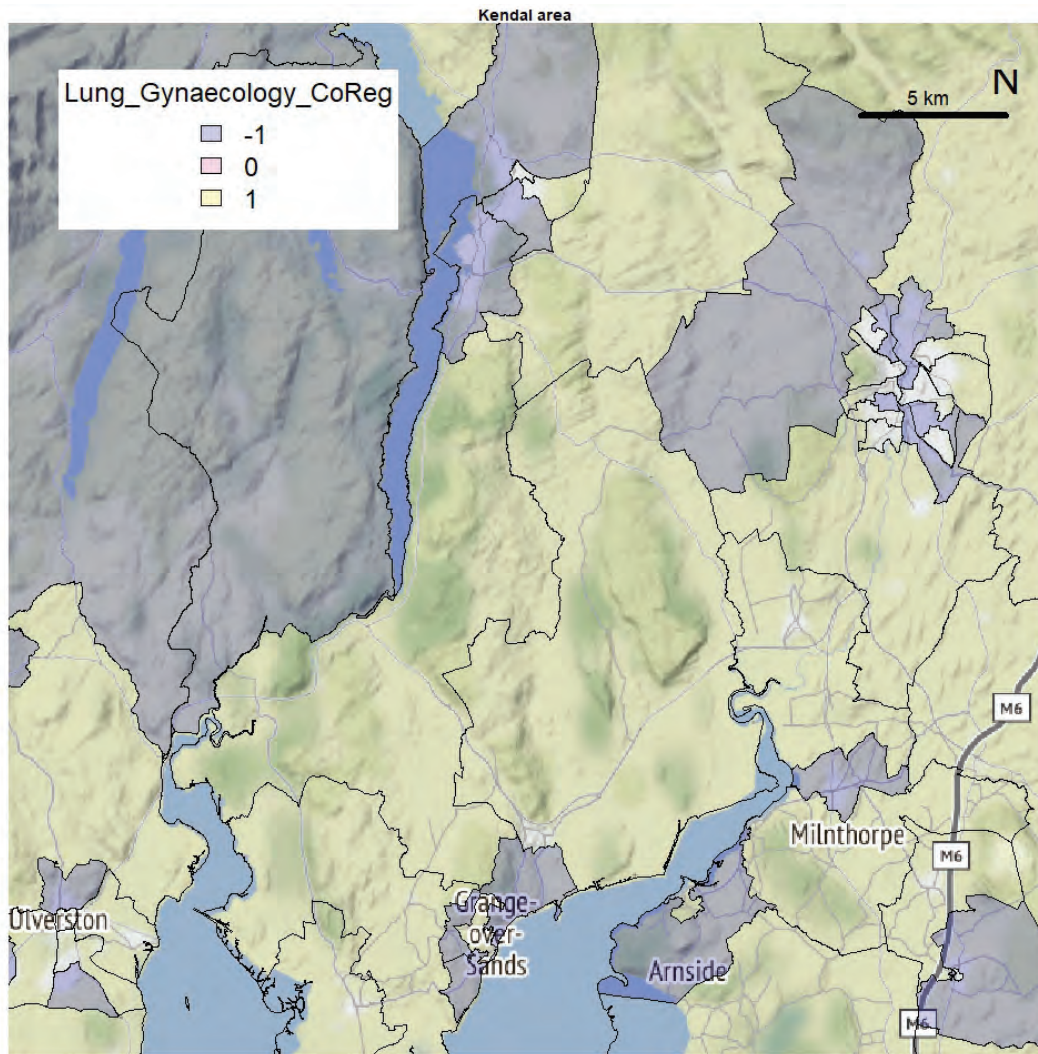 Kendal area
Lung_Gynaecology_CoReg
-1
0
1
N
5 km
M6
Milnthorpe
M6
Ulverston
Grange-
over-
Sands
Arnside
M6